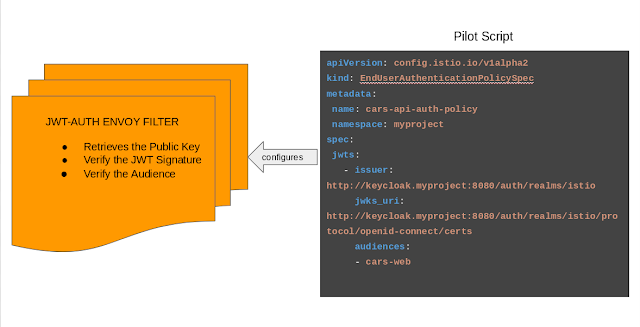 Pilot Script
JWT-AUTH ENVOY FILTER
● Retrieves the Public Key
● Verify the JWT Signature
● Verify the Audience
configures
apiVersion: config.istio.io/v1alpha2
kind: EndUserAuthenticationPolicySpec
metadata:
name: cars-api-auth-policy
namespace: myproject
spec:
jwts:
- issuer:
http://keycloak.myproject:8080/auth/realms/istio
jwks_uri:
http://keycloak.myproject:8080/auth/realms/istio/pro
tocol/openid-connect/certs
audiences:
- cars-web